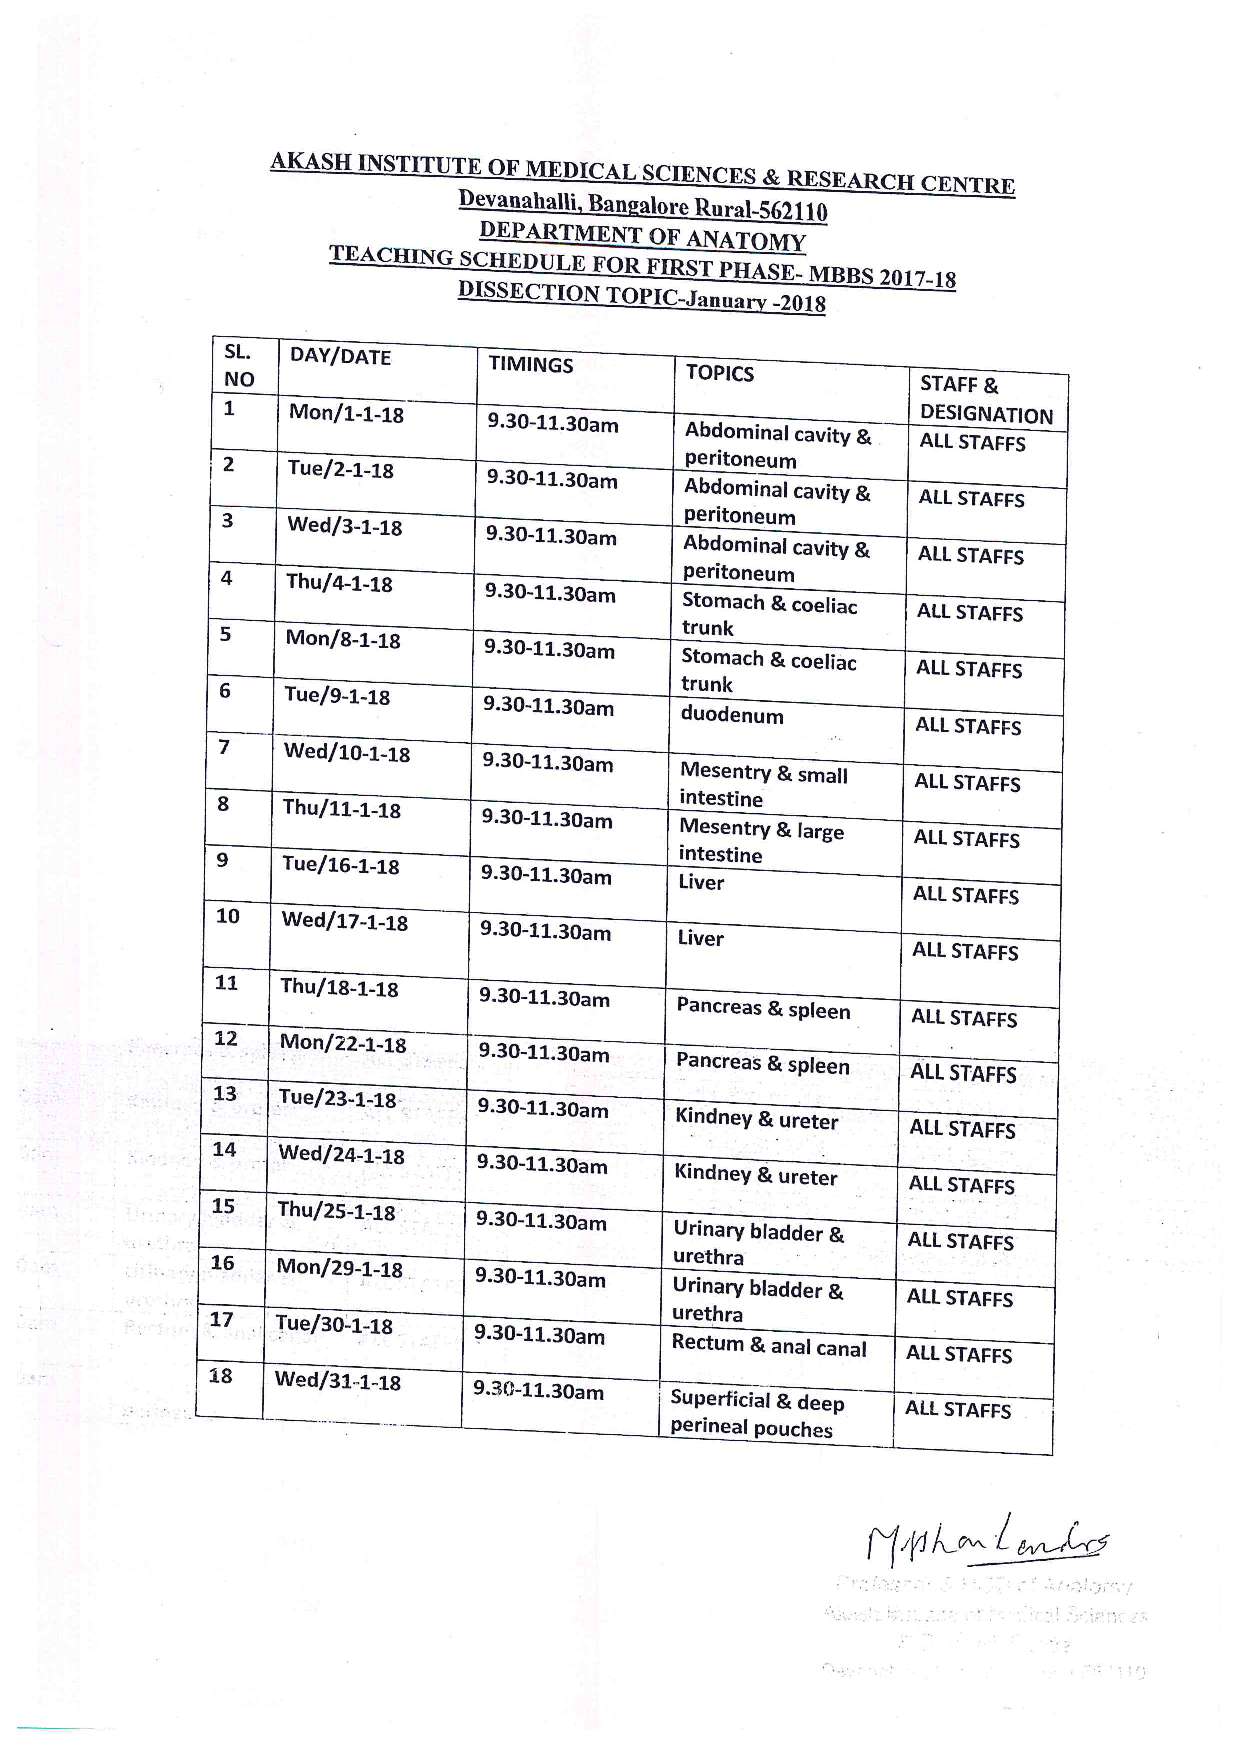 AKASH INSTITUTE OF MEDICAL SCIENCES & RESEARCH CENTRE
Devanahalli, Bangalore Rural-562110
DEPARTMENT OF ANATOMY
TEACHING SCHEDULE FOR FIRST PHASE- MBBS 2017-18
DISSECTION TOPIC-January -2018
SL. NO DAY/DATE TIMINGS TOPICS STAFF & DESIGNATION
1 Mon/1-1-18 9.30-11.30am Abdominal cavity & peritoneum ALL STAFFS
2 Tue/2-1-18 9.30-11.30am Abdominal cavity & peritoneum ALL STAFFS
3 Wed/3-1-18 9.30-11.30am Abdominal cavity & peritoneum ALL STAFFS
4 Thu/4-1-18 9.30-11.30am Stomach & coeliac trunk ALL STAFFS
5 Mon/8-1-18 9.30-11.30am Stomach & coeliac trunk ALL STAFFS
6 Tue/9-1-18 9.30-11.30am duodenum ALL STAFFS
7 Wed/10-1-18 9.30-11.30am Mesentry & small intestine ALL STAFFS
8 Thu/11-1-18 9.30-11.30am Mesentry & large intestine ALL STAFFS
9 Tue/16-1-18 9.30-11.30am Liver ALL STAFFS
10 Wed/17-1-18 9.30-11.30am Liver ALL STAFFS
11 Thu/18-1-18 9.30-11.30am Pancreas & spleen ALL STAFFS
12 Mon/22-1-18 9.30-11.30am Pancreas & spleen ALL STAFFS
13 Tue/23-1-18 9.30-11.30am Kindney & ureter ALL STAFFS
14 Wed/24-1-18 9.30-11.30am Kindney & ureter ALL STAFFS
15 Thu/25-1-18 9.30-11.30am Urinary bladder & urethra ALL STAFFS
16 Mon/29-1-18 9.30-11.30am Urinary bladder & urethra ALL STAFFS
17 Tue/30-1-18 9.30-11.30am Rectum & anal canal ALL STAFFS
18 Wed/31-1-18 9.30-11.30am Superficial & deep perineal pouches ALL STAFFS
of Anatomy
Sciences